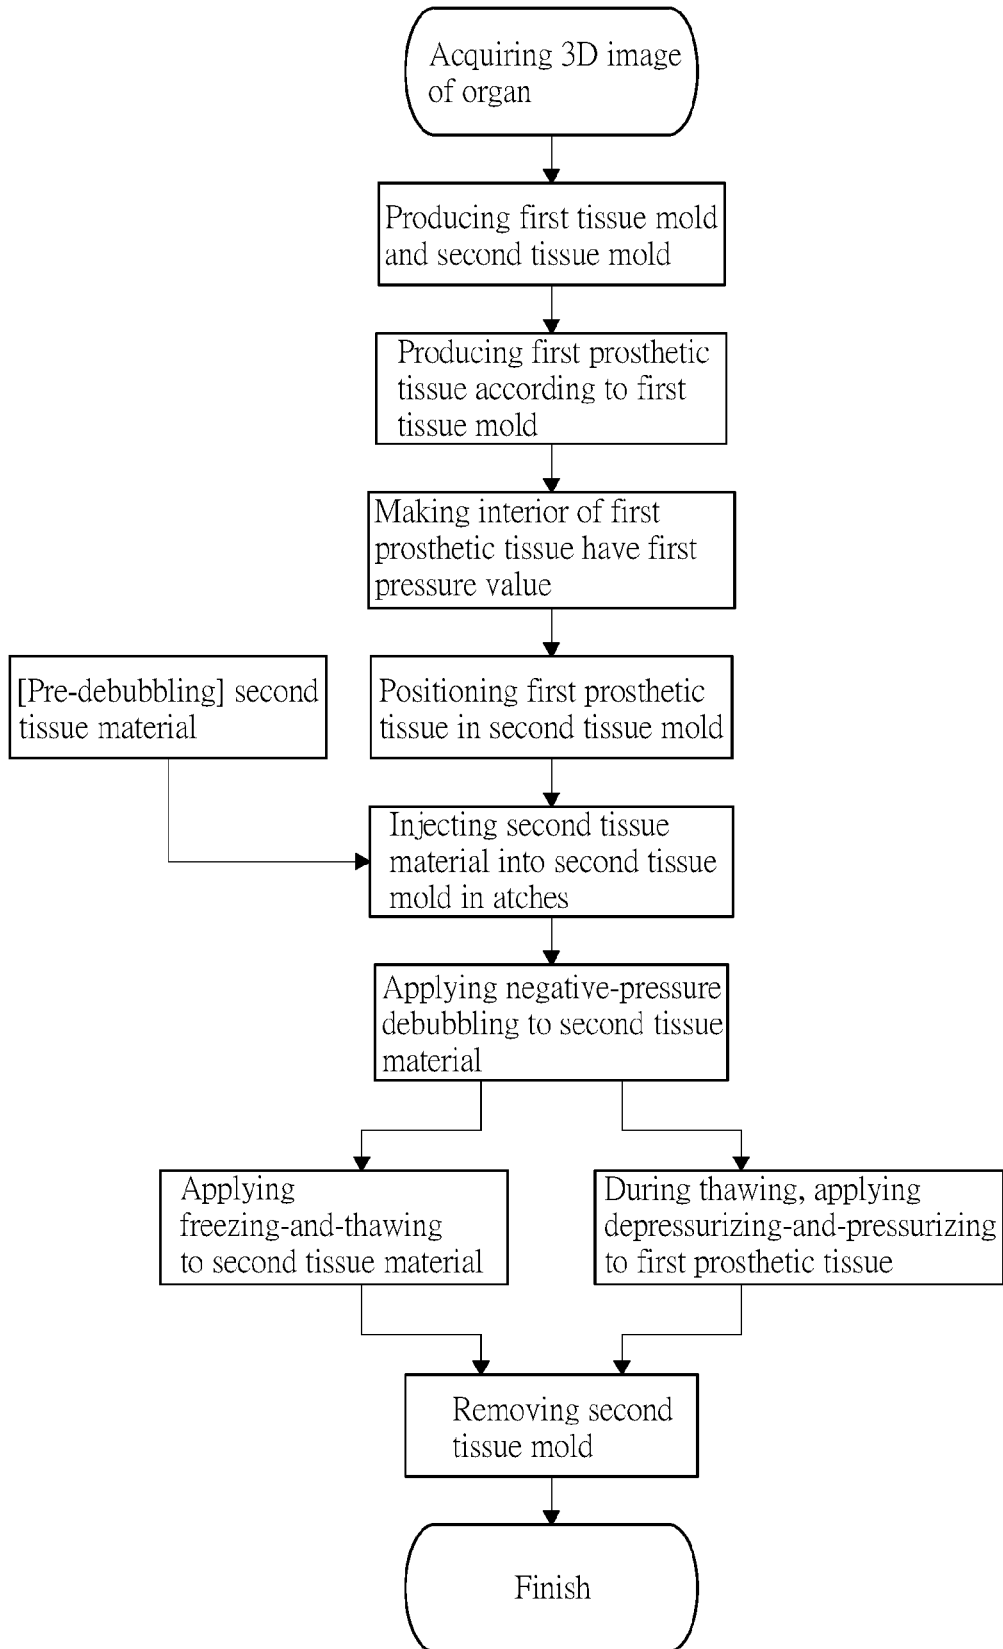 Acquiring 3D image
of organ
Producing first tissue mold
and second tissue mold
Producing first prosthetic
tissue according to first
tissue mold
Making interior of first
prosthetic tissue have first
pressure value
[Pre-debubbling] second
tissue material
Positioning first prosthetic
tissue in second tissue mold
Injecting second tissue
material into second tissue
mold in atches
Applying negative-pressure
debubbling to second tissue
material
Applying
freezing-and-thawing
to second tissue material
During thawing, applying
depressurizing-and-pressurizing
to first prosthetic tissue
Removing second
tissue mold
Finish